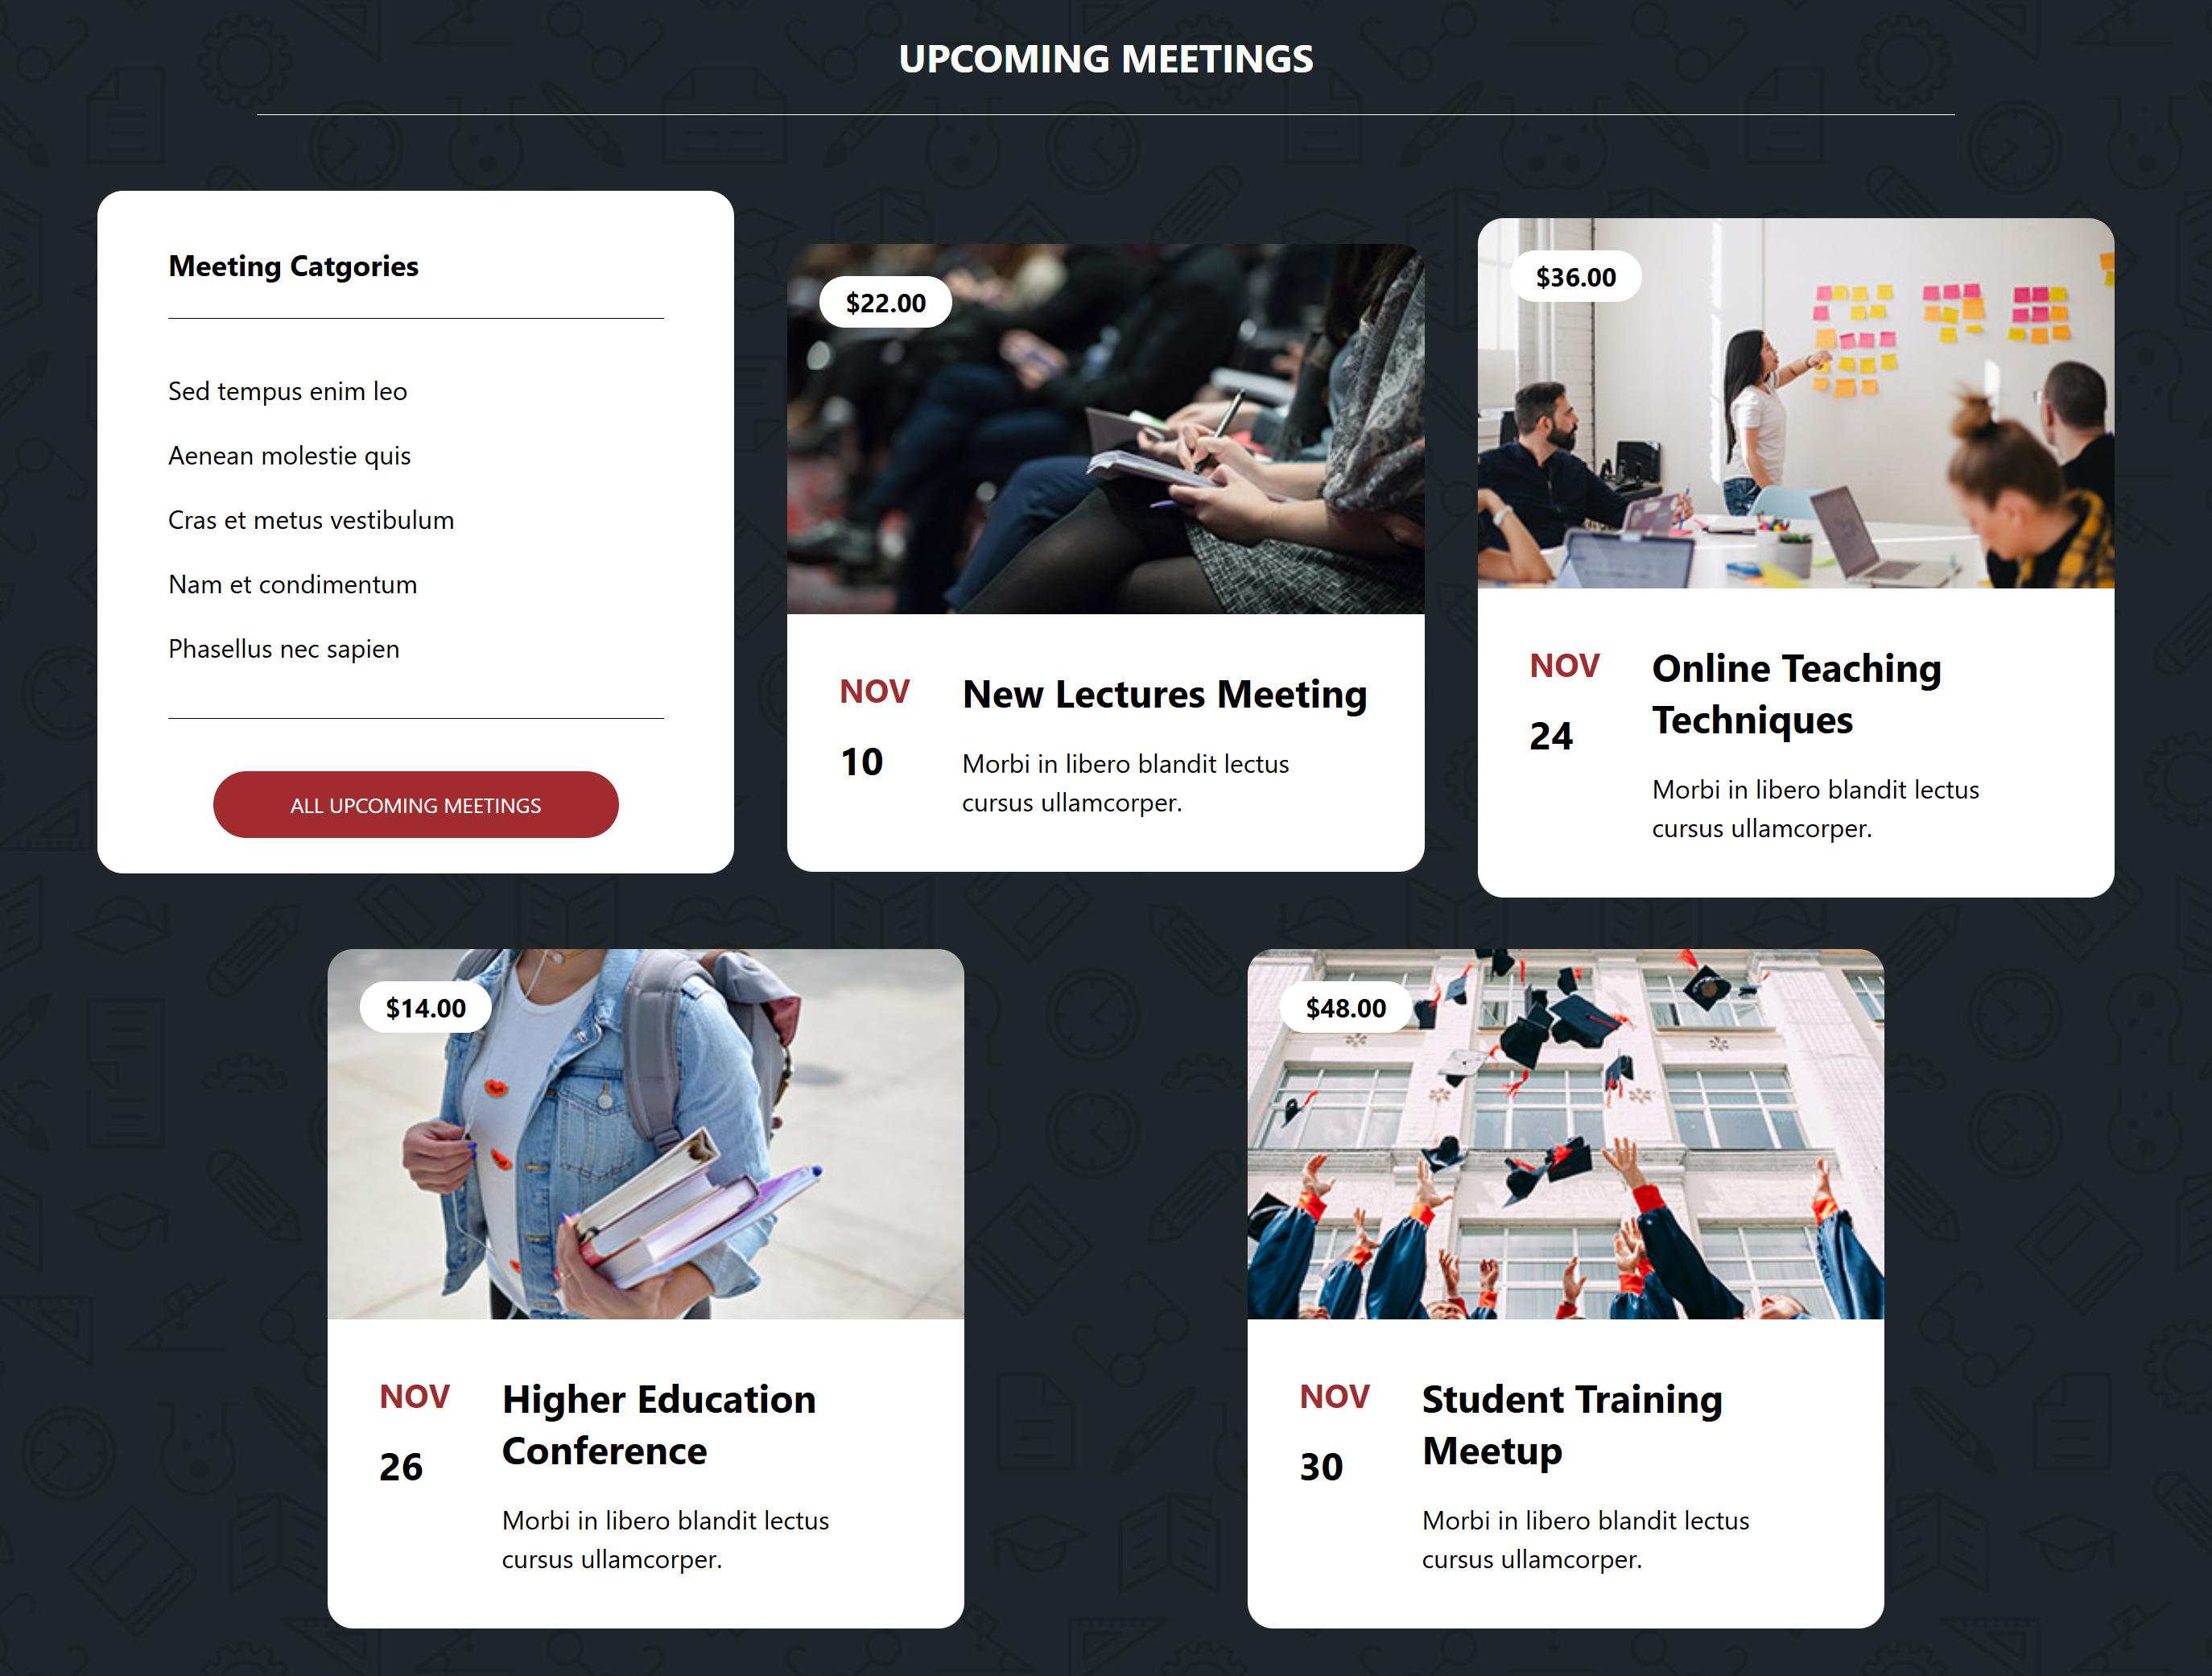 UPCOMING MEETINGS
Meeting Catgories
Sed tempus enim leo
Aenean molestie quis
Cras et metus vestibulum
Nam et condimentum
Phasellus nec sapien
ALL UPCOMING MEETINGS
$22.00
NOV
10
New Lectures Meeting
Morbi in libero blandit lectus
cursus ullamcorper.
$36.00
NOV
24
Online Teaching
Techniques
Morbi in libero blandit lectus
cursus ullamcorper.
$14.00
NOV
26
Higher Education
Conference
Morbi in libero blandit lectus
cursus ullamcorper.
$48.00
NOV
30
Student Training
Meetup
Morbi in libero blandit lectus
cursus ullamcorper.